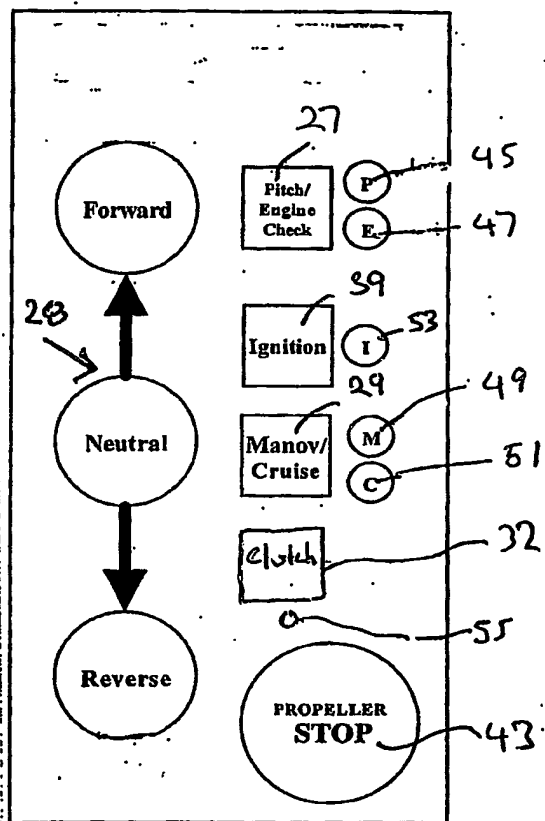 27
45
P
Pitch/
Engine
Check
Forward
E
47
39
53
28
Ignition
I
29
49
M
Manov/
Cruise
Neutral
C
51
Clutch
32
55
Reverse
PROPELLER
STOP
43